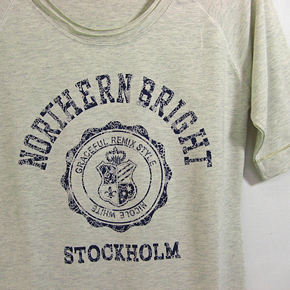 NORTHERN BRIGHT
GRACEFUL REMIX STYLE
NICOLE WHITE
STOCKHOLM